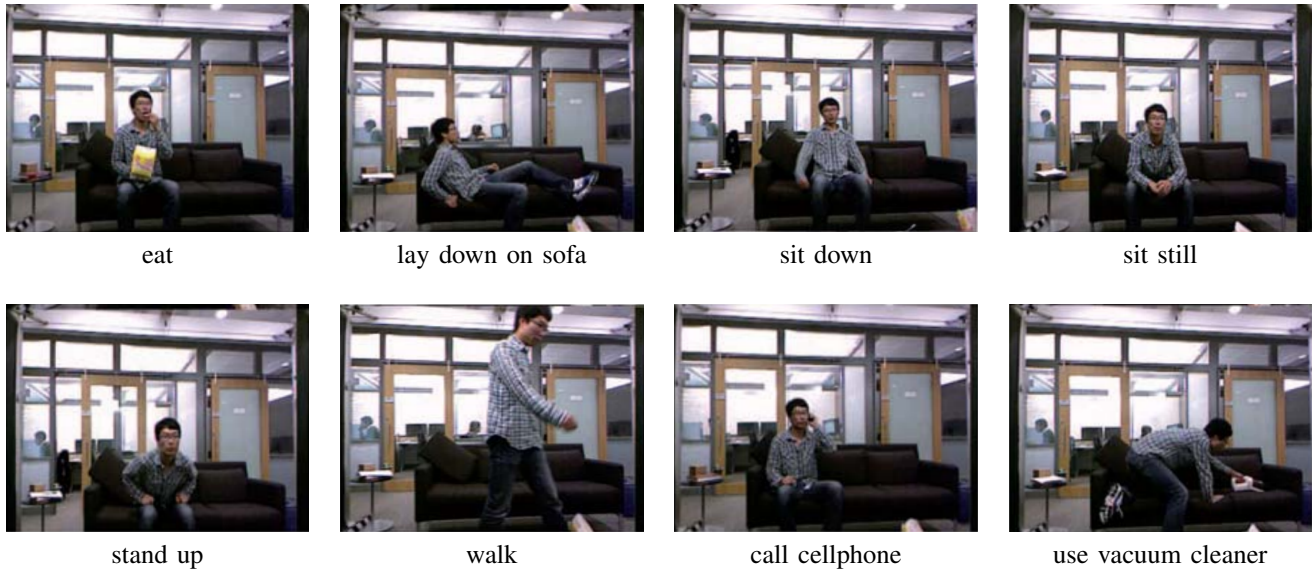 eat
lay down on sofa
sit down
sit still
stand up
walk
call cellphone
use vacuum cleaner